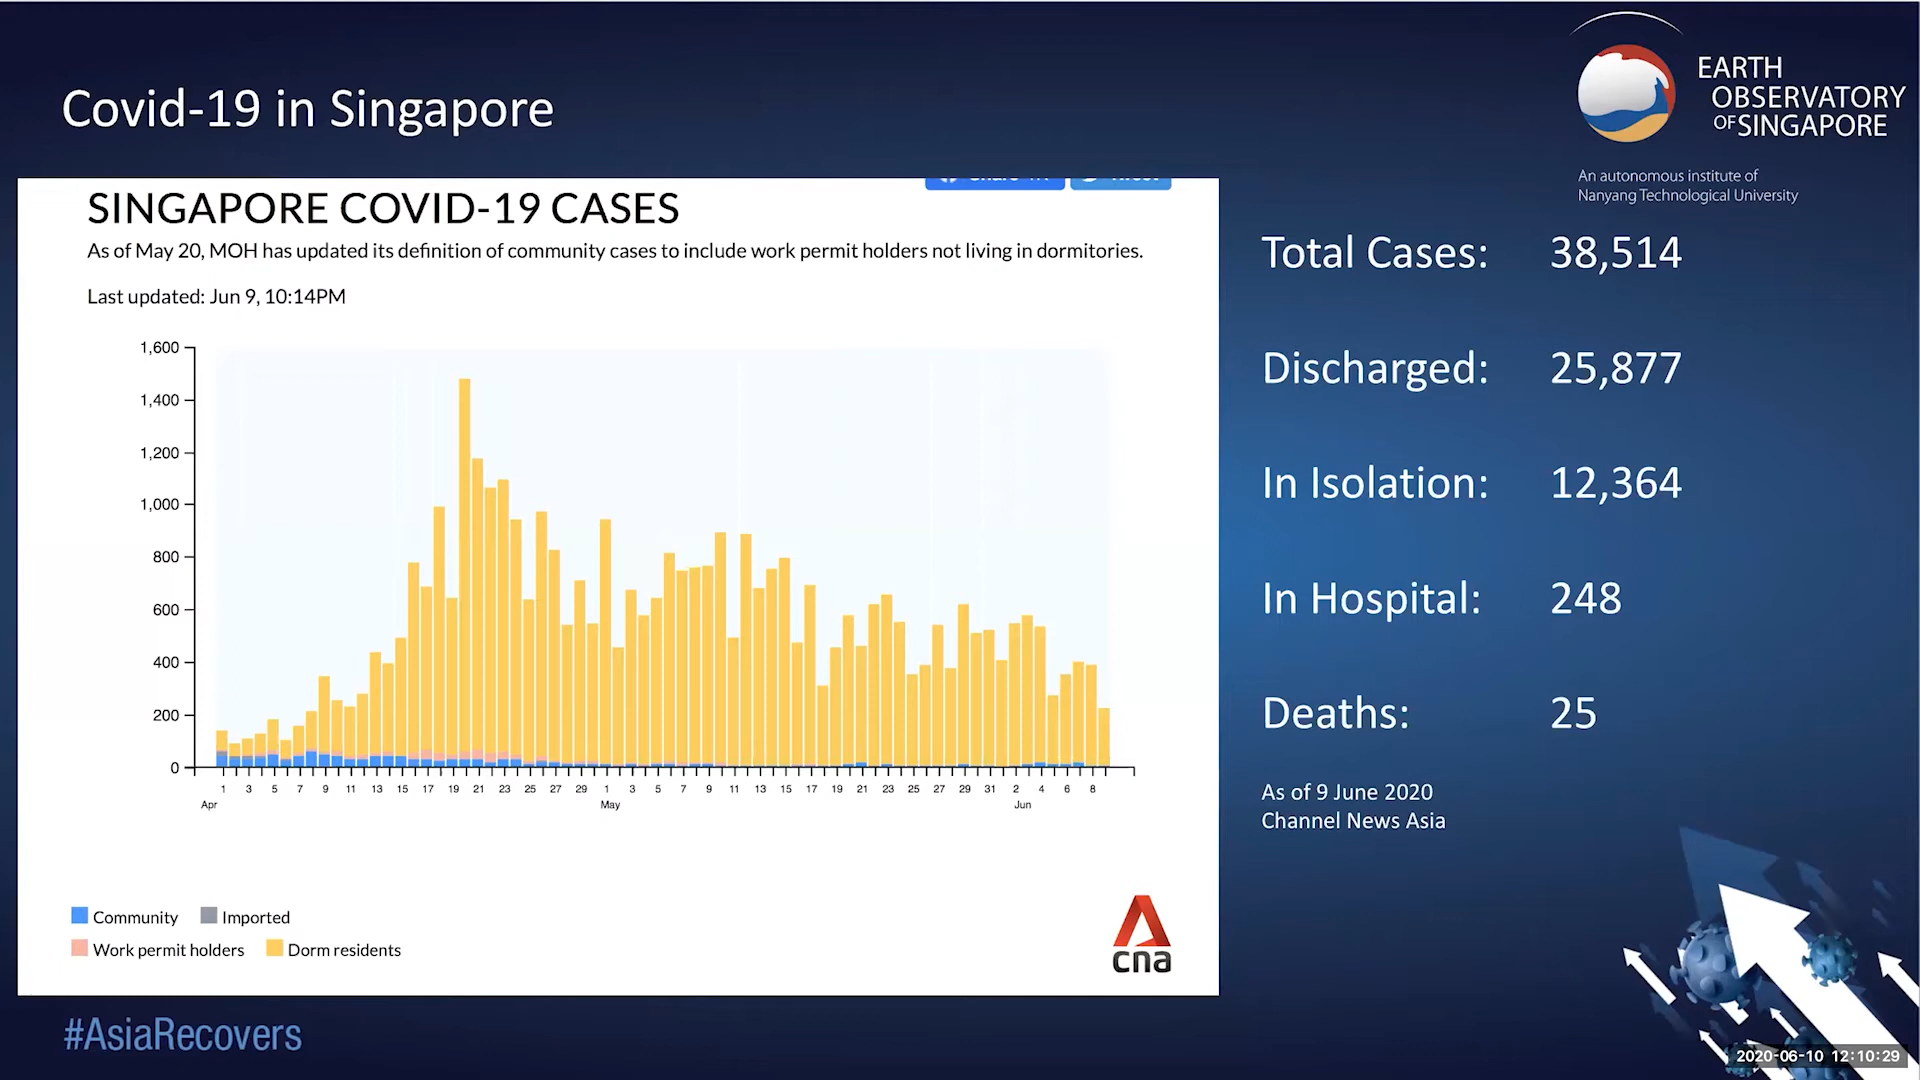 Covid-19 in Singapore
EARTH
OBSERVATORY
OF SINGAPORE
An autonomous institute of
Nanyang Technological University
SINGAPORE COVID-19 CASES
As of May 20, MOH has updated its definition of community cases to include work permit holders not living in dormitories.
Last updated: Jun 9, 10:14PM
1,600
1,400
1,200
1,000
800
600
400
200
0
1 3 5 7 9 11 13 15 17 19 21 23 25 27 29 1 3 5 7 9 11 13 15 17 19 21 23 25 27 29 31 2 4 6 8
Apr May Jun
Community Imported
Work permit holders Dorm residents
cna
Total Cases: 38,514
Discharged: 25,877
In Isolation: 12,364
In Hospital: 248
Deaths: 25
As of 9 June 2020
Channel News Asia
#AsiaRecovers
2020-06-10 12:10:29